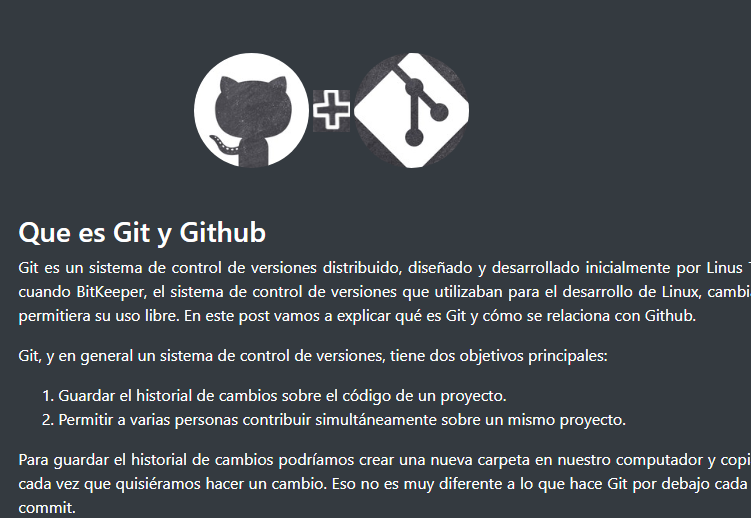 Que es Git y Github
Git es un sistema de control de versiones distribuido, diseñado y desarrollado inicialmente por Linus
cuando BitKeeper, el sistema de control de versiones que utilizaban para el desarrollo de Linux,
permitiera su uso libre. En este post vamos a explicar qué es Git y cómo se relaciona con Github.
Git, y en general un sistema de control de versiones, tiene dos objetivos principales:
1. Guardar el historial de cambios sobre el código de un proyecto.
2. Permitir a varias personas contribuir simultáneamente sobre un mismo proyecto.
Para guardar el historial de cambios podríamos crear una nueva carpeta en nuestro computador y
cada vez que quisiéramos hacer un cambio. Eso no es muy diferente a lo que hace Git por debajo cada
commit.